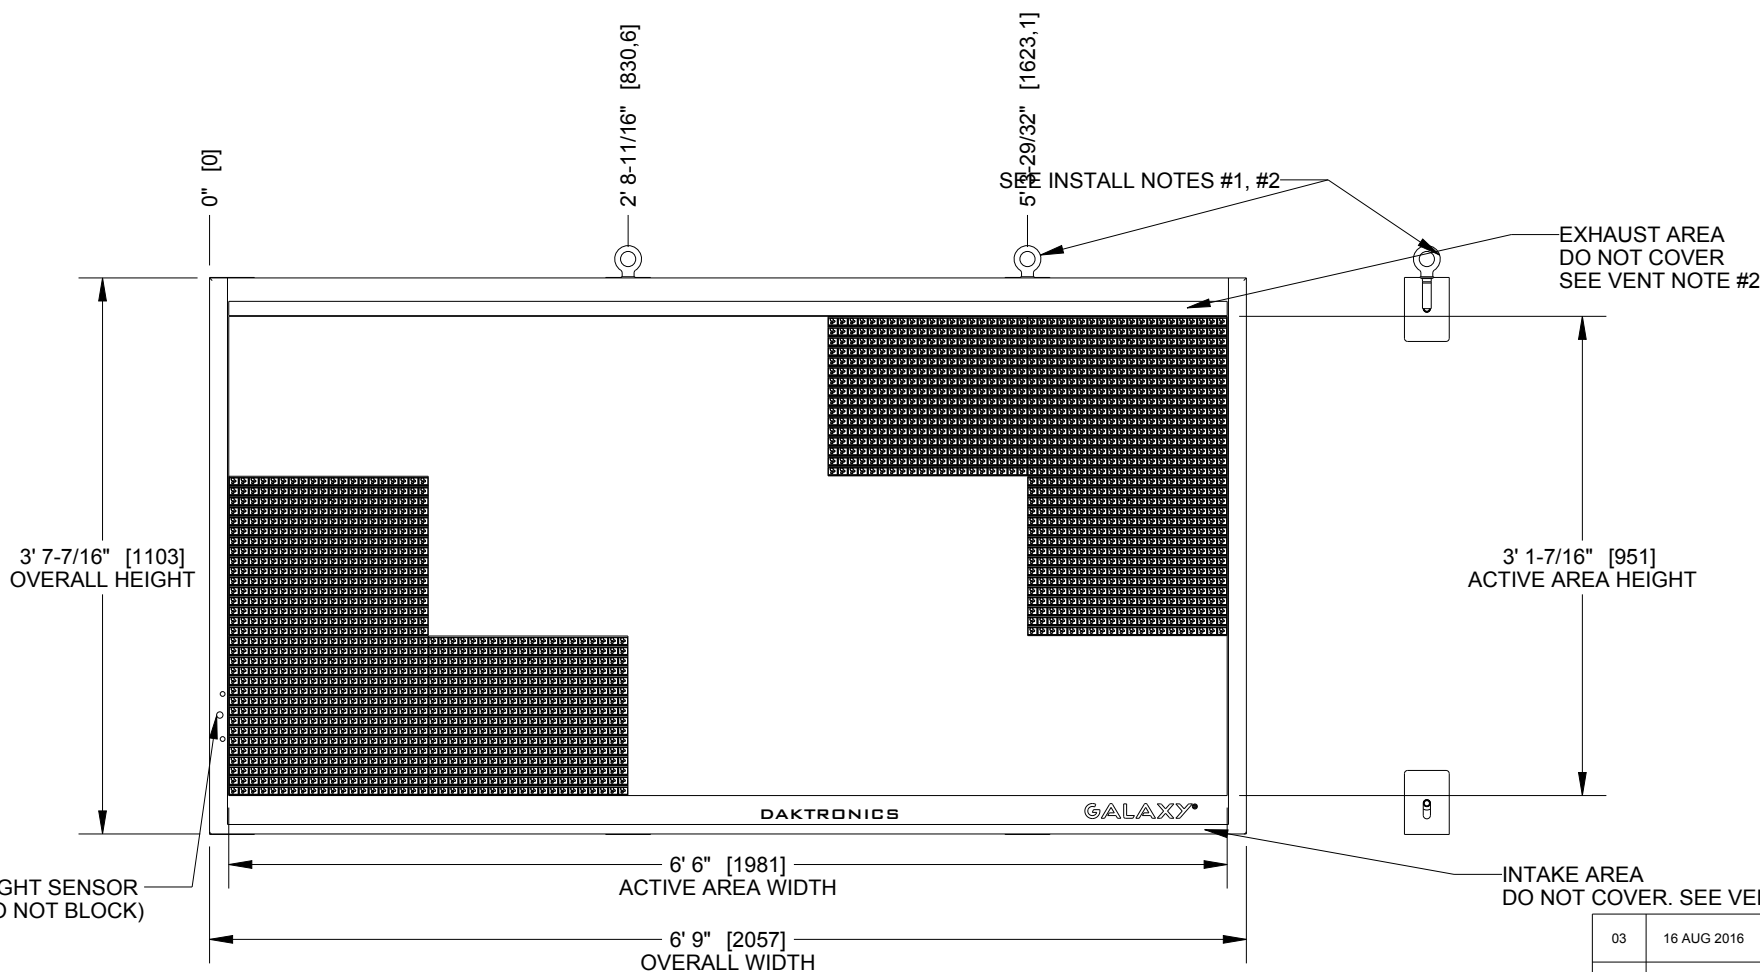 0" [0]
2' 8-11/16" [830,6]
5' 3-29/32" [1623,1]
SEE INSTALL NOTES #1, #2
EXHAUST AREA
DO NOT COVER
SEE VENT NOTE #2
3' 7-7/16" [1103]
OVERALL HEIGHT
3' 1-7/16" [951]
ACTIVE AREA HEIGHT
DAKTRONICS
GALAXY®
6' 6" [1981]
ACTIVE AREA WIDTH
SENSOR
NOT BLOCK)
INTAKE AREA
DO NOT COVER. SEE
6' 9" [2057]
OVERALL WIDTH
03 16 AUG 2016